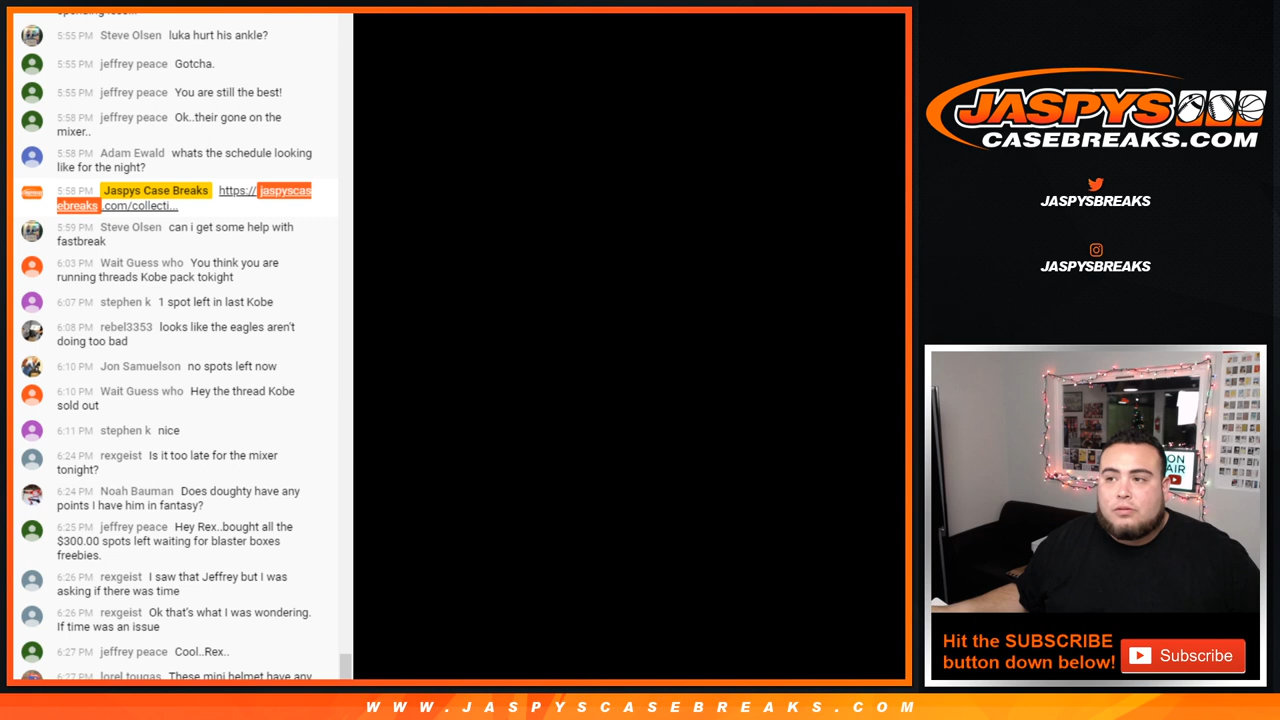 5:55 PM Steve Olsen luka hurt his ankle?
5:55 PM jeffrey peace Gotcha.
5:55 PM jeffrey peace You are still the best!
5:58 PM jeffrey peace Ok..their gone on the
mixer..
5:58 PM Adam Ewald whats the schedule looking
like for the night?
5:58 PM Jaspys Case Breaks https://jaspyscas
ebreaks.com/collecti...
5:59 PM Steve Olsen can i get some help with
fastbreak
6:03 PM Wait Guess who You think you are
running threads Kobe pack tokight
6:07 PM stephen k 1 spot left in last Kobe
6:08 PM rebel3353 looks like the eagles aren't
doing too bad
6:10 PM Jon Samuelson no spots left now
6:10 PM Wait Guess who Hey the thread Kobe
sold out
6:11 PM stephen k nice
6:24 PM rexgeist Is it too late for the mixer
tonight?
6:24 PM Noah Bauman Does doughty have any
points I have him in fantasy?
6:25 PM jeffrey peace Hey Rex..bought all the
$300.00 spots left waiting for blaster boxes
freebies.
6:26 PM rexgeist I saw that Jeffrey but I was
asking if there was time
6:26 PM rexgeist Ok that's what I was wondering.
If time was an issue
6:27 PM jeffrey peace Cool..Rex..
6:27 PM lorel tougas These mini helmet have any
JASPYS
CASEBREAKS.COM
JASPYSBREAKS
JASPYSBREAKS
ON
AIR
Hit the SUBSCRIBE
button down below!
Subscribe
WWW.JASPYSCASEBREAKS.COM